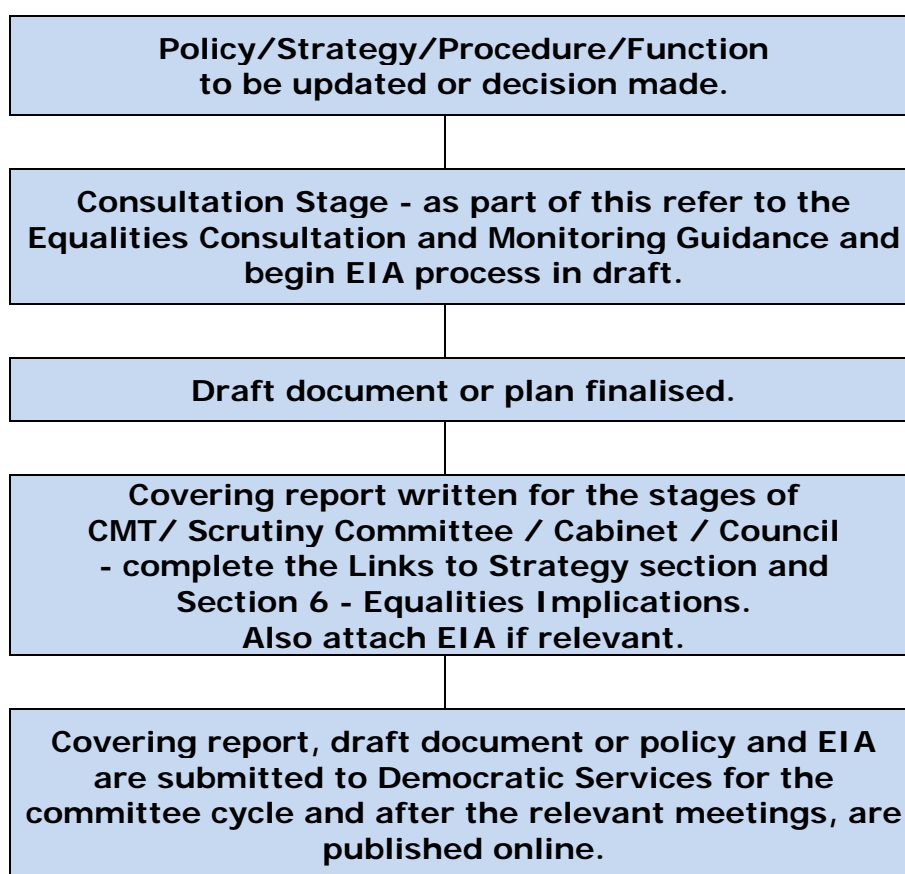 Policy/Strategy/Procedure/Function
to be updated or decision made.
Consultation Stage - as part of this refer to the
Equalities Consultation and Monitoring Guidance and
begin EIA process in draft.
Draft document or plan finalised.
Covering report written for the stages of
CMT/ Scrutiny Committee / Cabinet / Council
- complete the Links to Strategy section and
Section 6 - Equalities Implications.
Also attach EIA if relevant.
Covering report, draft document or policy and EIA
are submitted to Democratic Services for the
committee cycle and after the relevant meetings, are
published online.